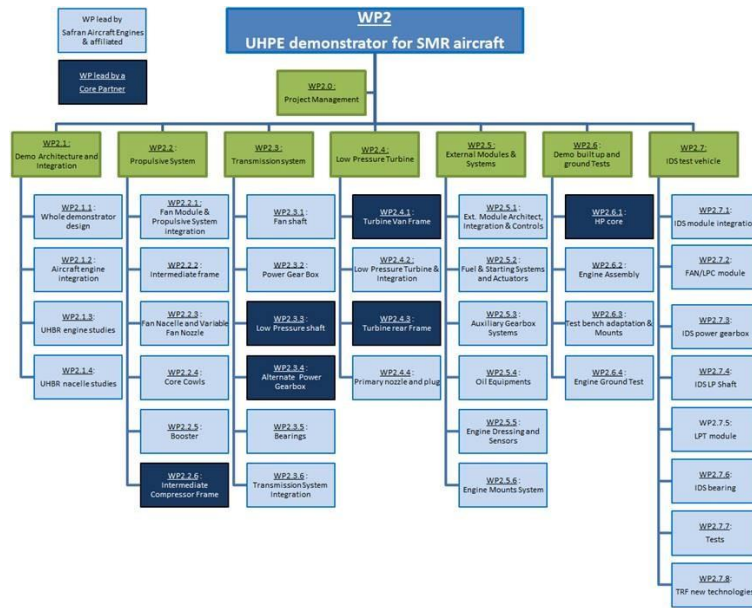 WP lead by
Safran Aircraft Engines
& affiliated
WP lead by a
Core Partner
WP2
UHPE demonstrator for SMR aircraft
WP2.0:
Project Management
WP2.1:
Demo Architecture and
Integration
WP2.1.1:
Whole demonstrator
design
WP2.1.2
Aircraft engine
integration
WP2.1.3:
UHBR engine studies
WP2.1.4:
UHBR nacelle studies
WP2.2:
Propulsive System
WP2.2.1:
Fan Module &
Propulsive System
integration
WP2.2.2:
Intermediate frame
WP2.2.3:
Fan Nacelle and Variable
Fan Nozzle
WP2.2.4
Core Cowls
WP2.2.5:
Booster
WP2.2.6:
Intermediate
Compressor Frame
WP2.3:
Transmission system
WP2.3.1:
Fan shaft
WP2.3.2:
Power Gear Box
WP2.3.3:
Low Pressure shaft
WP2.3.4:
Alternate Power
Gearbox
WP2.3.5:
Bearings
WP2.3.6:
Transmission System
Integration
WP2.4:
Low Pressure Turbine
WP2.4.1:
Turbine Van Frame
WP2.4.2:
Low Pressure Turbine &
Integration
WP2.4.3:
Turbine rear Frame
WP2.4.4:
Primary nozzle and plug
WP2.5:
External Modules &
Systems
WP2.5.1:
Ext. Module Architect,
Integration & Controls
WP2.5.2:
Fuel & Starting Systems
and Actuators
WP2.5.3:
Auxiliary Gearbox
Systems
WP2.5.4:
Oil Equipments
WP2.5.5:
Engine Dressing and
Sensors
WP2.5.6:
Engine Mounts System
WP2.6:
Demo built up and
ground Tests
WP2.6.1:
HP core
WP2.6.2:
Engine Assembly
WP2.6.3:
Test bench adaptation &
Mounts
WP2.6.4:
Engine Ground Test
WP2.7:
IDS test vehicle
WP2.7.1:
IDS module integration
WP2.7.2:
FAN/LPC module
WP2.7.3:
IDS power gearbox
WP2.7.4:
IDS LP Shaft
WP2.7.5:
LPT module
WP2.7.6:
IDS bearing
WP2.7.7:
Tests
WP2.7.8:
TRF new technologies